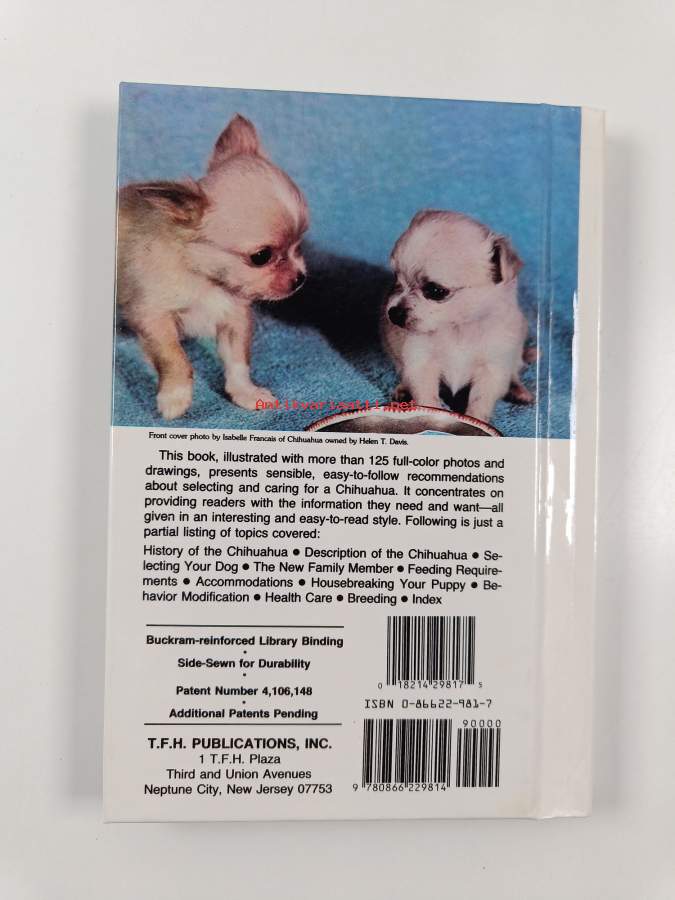 Antikvariaatti.net
Front cover photo by Isabelle Francais of Chihuahua owned by Helen T. Davis.
This book, illustrated with more than 125 full-color photos and
drawings, presents sensible, easy-to-follow recommendations
about selecting and caring for a Chihuahua. It concentrates on
providing readers with the information they need and want—all
given in an interesting and easy-to-read style. Following is just a
partial listing of topics covered:
History of the Chihuahua ● Description of the Chihuahua ● Se-
lecting Your Dog ● The New Family Member ● Feeding Require-
ments ● Accommodations ● Housebreaking Your Puppy ● Be-
havior Modification ● Health Care ● Breeding ● Index
Buckram-reinforced Library Binding
•
Side-Sewn for Durability
•
Patent Number 4,106,148
•
Additional Patents Pending
T.F.H. PUBLICATIONS, INC.
1 T.F.H. Plaza
Third and Union Avenues
Neptune City, New Jersey 07753
0 18214 29817 5
ISBN 0-86622-981-7
90000
9 780866 229814